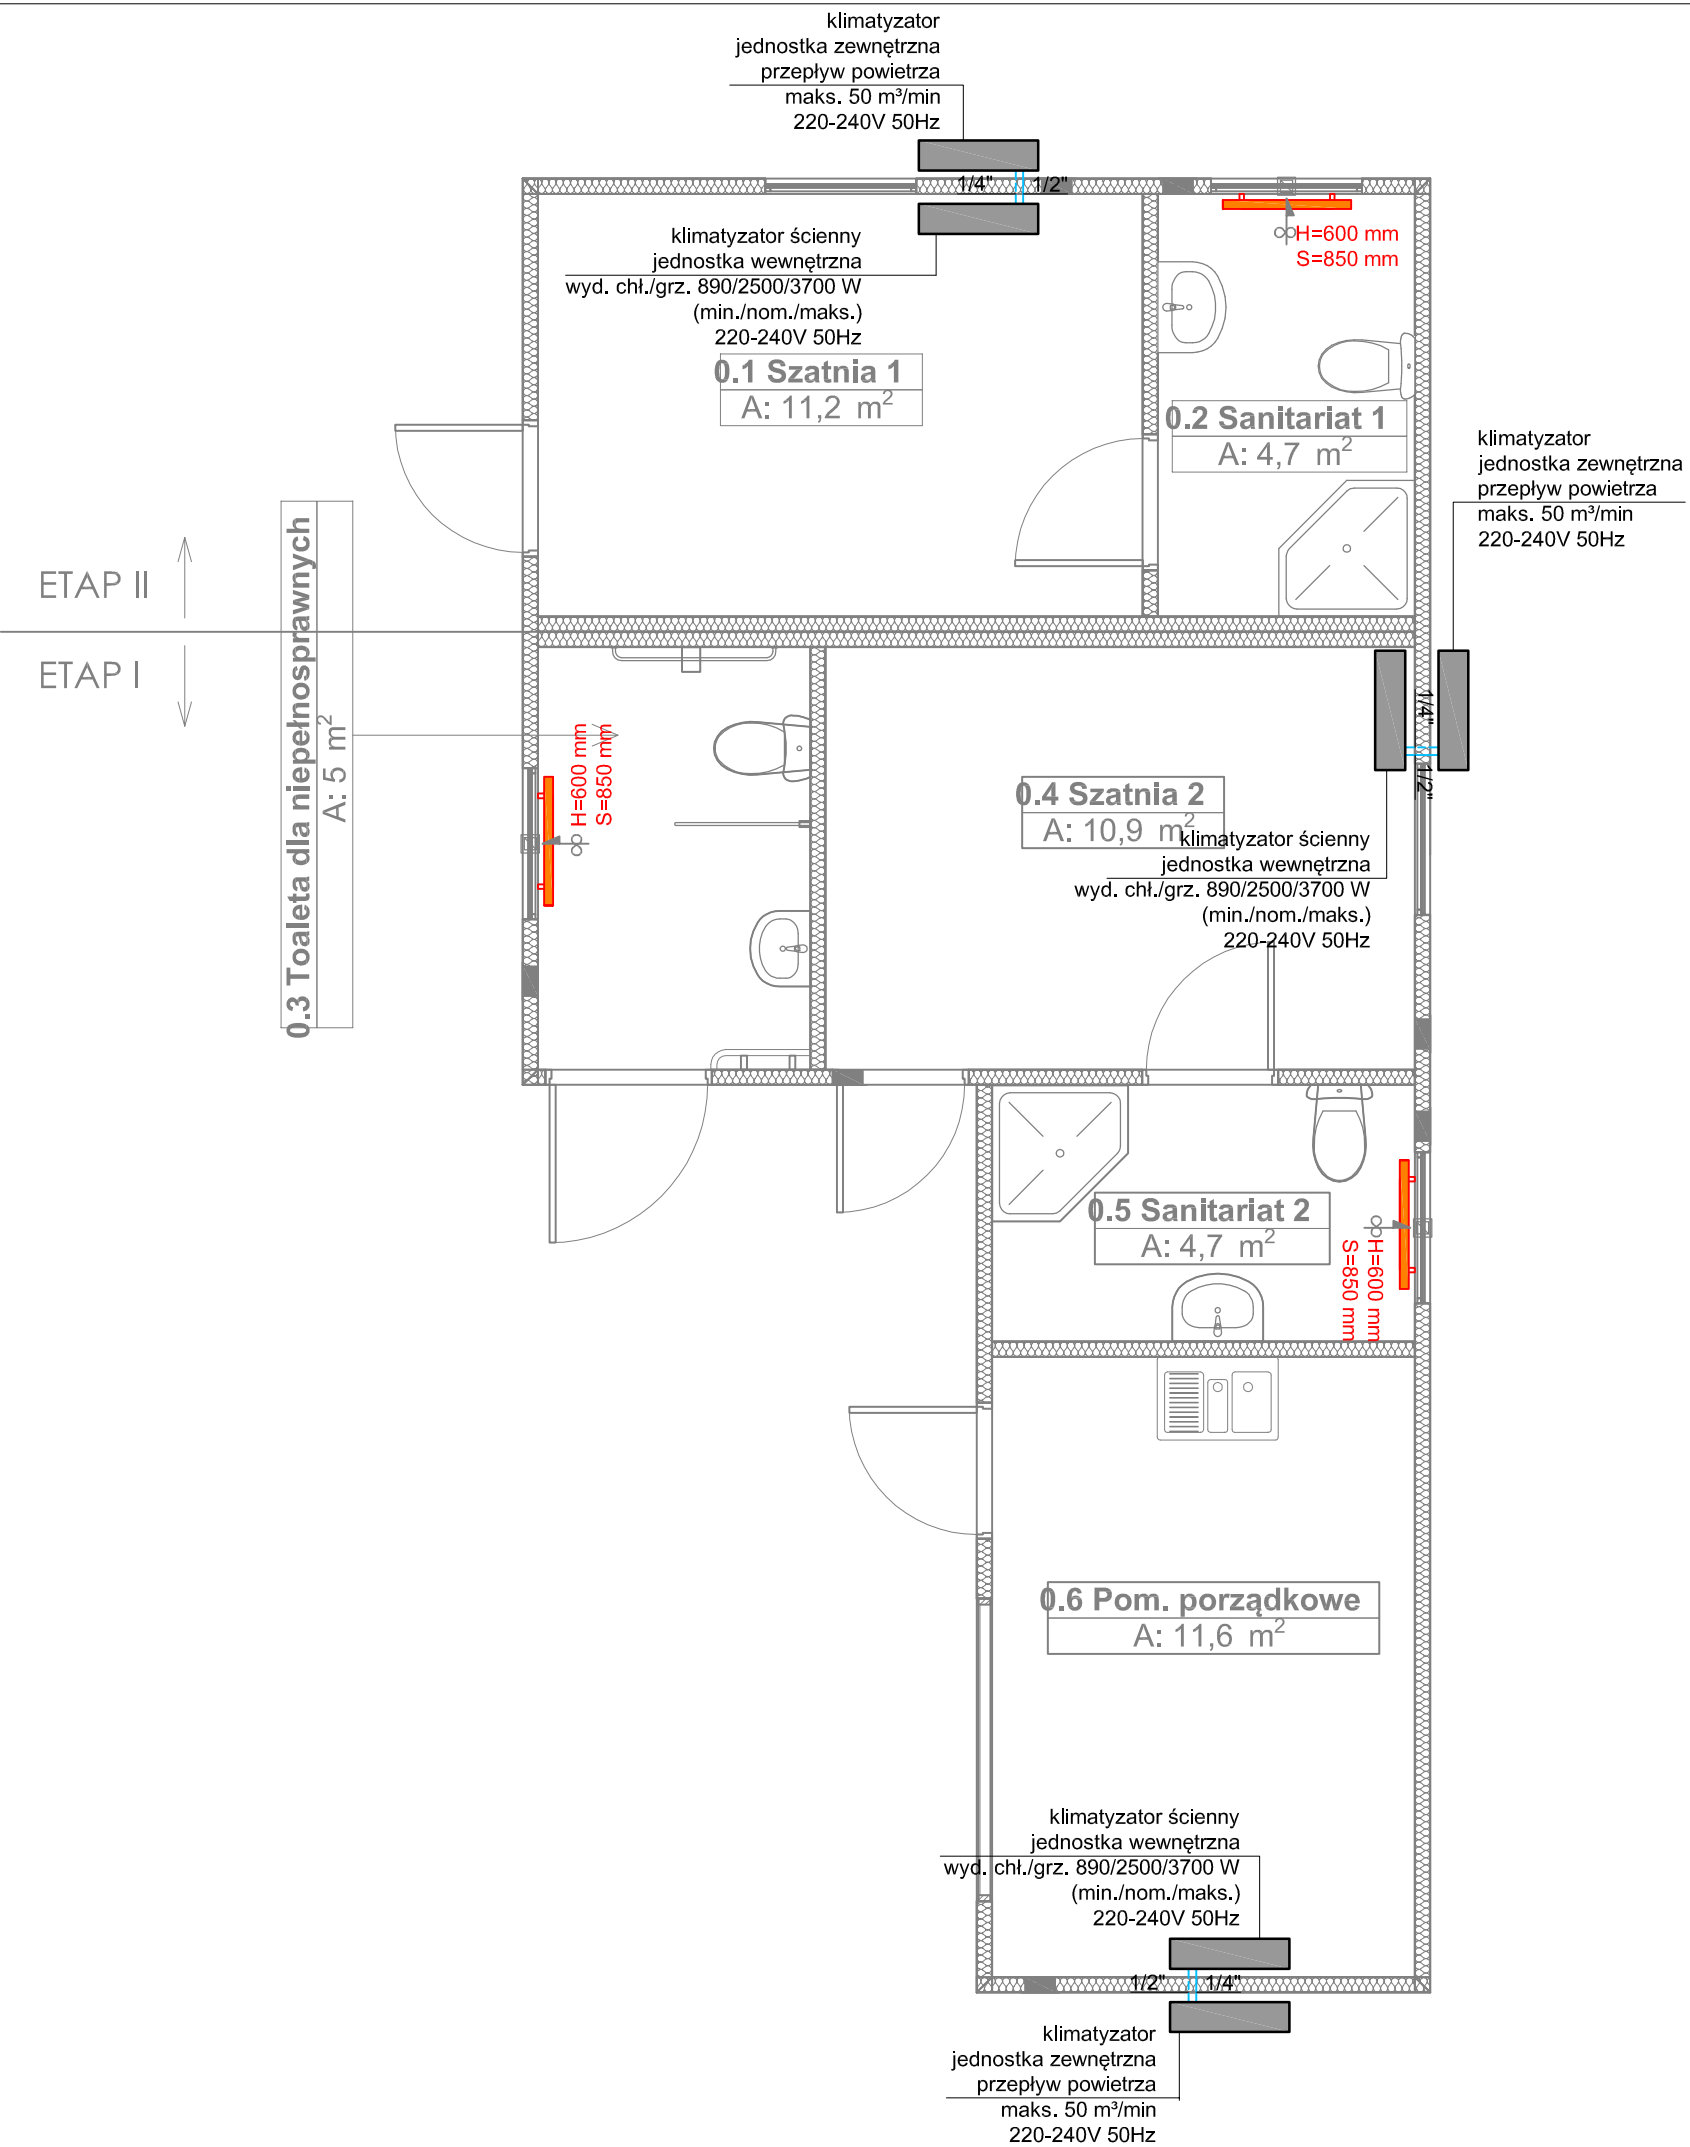 klimatyzator
jednostka zewnętrzna
przepływ powietrza
maks. 50 m³/min
220-240V 50Hz
1/4" 1/2"
klimatyzator ścienny
jednostka wewnętrzna
wyd. chł./grz. 890/2500/3700 W
(min./nom./maks.)
220-240V 50Hz
H=600 mm
S=850 mm
0.1 Szatnia 1
A: 11,2 m²
0.2 Sanitariat 1
A: 4,7 m²
klimatyzator
jednostka zewnętrzna
przepływ powietrza
maks. 50 m³/min
220-240V 50Hz
ETAP II
ETAP I
0.3 Toaleta dla niepełnosprawnych
A: 5 m²
H=600 mm
S=850 mm
1/4"
1/2"
0.4 Szatnia 2
A: 10,9 m²
klimatyzator ścienny
jednostka wewnętrzna
wyd. chł./grz. 890/2500/3700 W
(min./nom./maks.)
220-240V 50Hz
0.5 Sanitariat 2
A: 4,7 m²
H=600 mm
S=850 mm
0.6 Pom. porządkowe
A: 11,6 m²
klimatyzator ścienny
jednostka wewnętrzna
wyd. chł./grz. 890/2500/3700 W
(min./nom./maks.)
220-240V 50Hz
1/2" 1/4"
klimatyzator
jednostka zewnętrzna
przepływ powietrza
maks. 50 m³/min
220-240V 50Hz